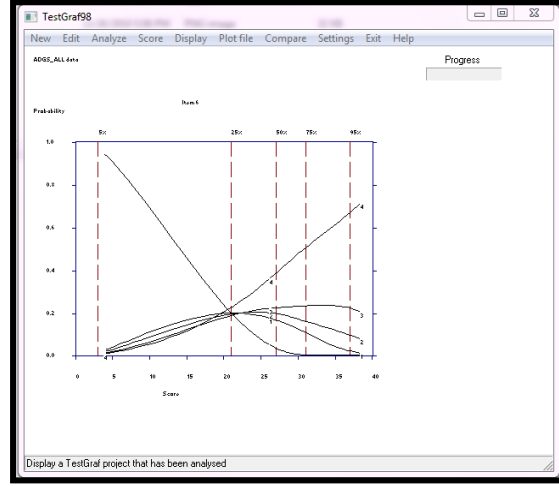 TestGraf98
New Edit Analyze Score Display Plot file Compare Settings Exit Help
ADGS_ALL data
Progress
Item 6
Probability
5% 25% 50% 75% 95%
1.0
0.8
0.6
0.4
0.2
0.0
4
4
3
2
0 5 10 15 20 25 30 35 40
Score
Display a TestGraf project that has been analysed